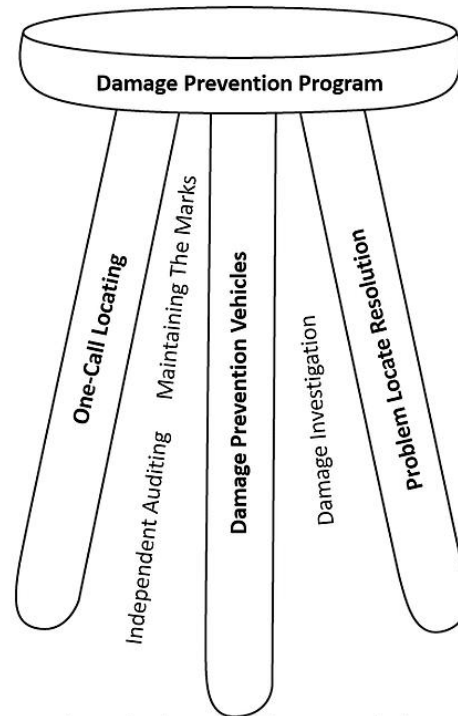 Damage Prevention Program
One-Call Locating
Independent Auditing
Maintaining The Marks
Damage Prevention Vehicles
Damage Investigation
Problem Locate Resolution